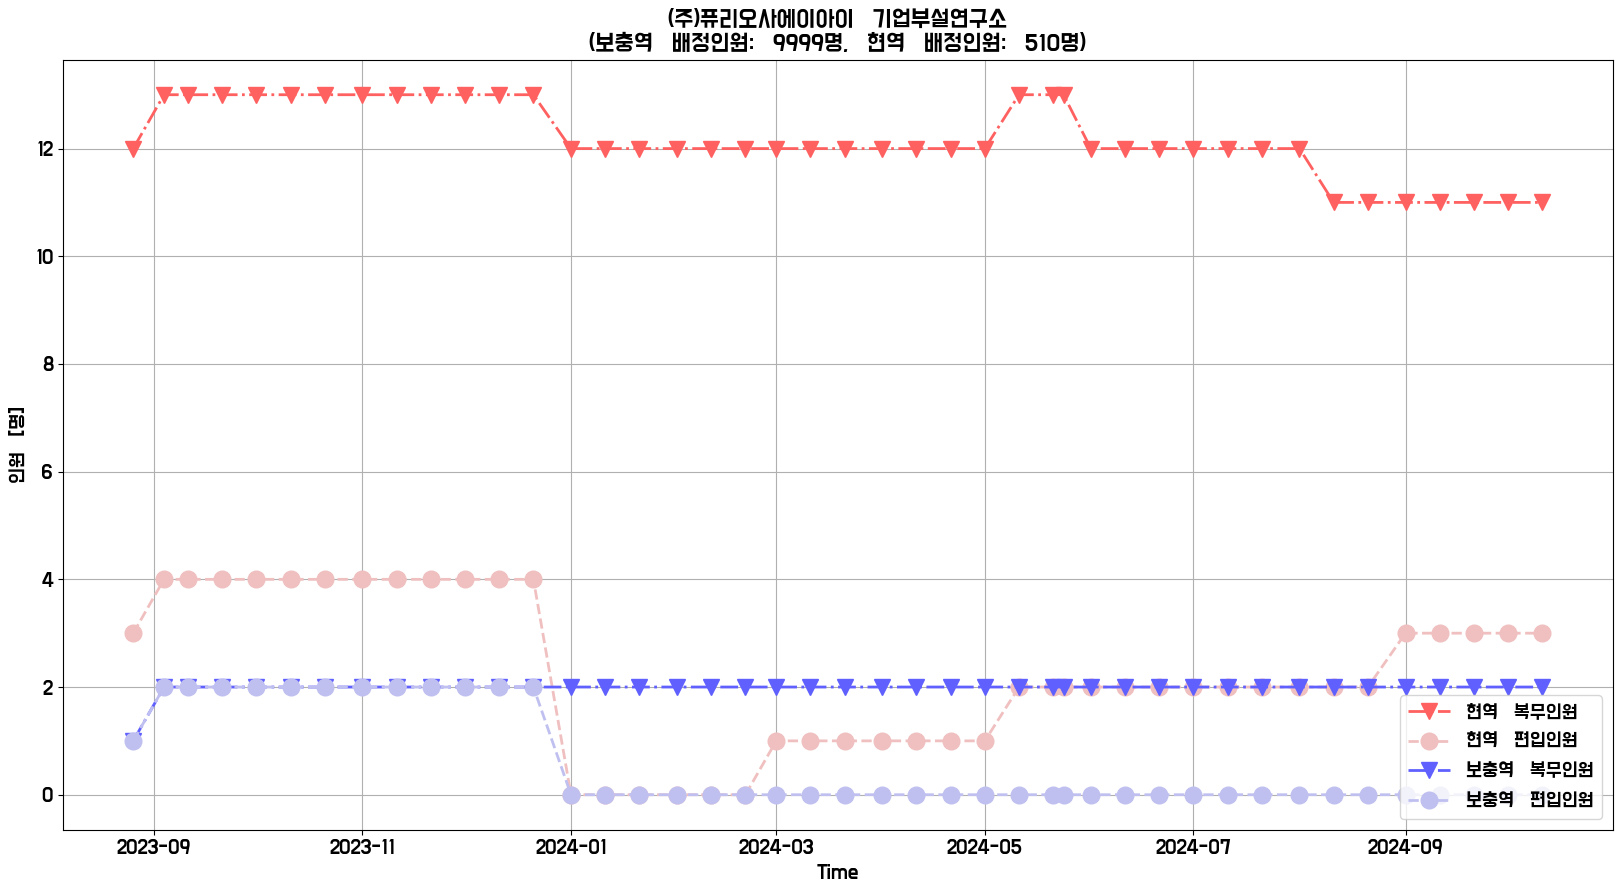 (주)퓨리오사에이아이 기업부설연구소
(보충역 배정인원: 9999명, 현역 배정인원: 510명)
인원 [명]
12
10
8
6
4
2
0
2023-09
2023-11
2024-01
2024-03
2024-05
2024-07
2024-09
Time
현역 복무인원
현역 편입인원
보충역 복무인원
보충역 편입인원